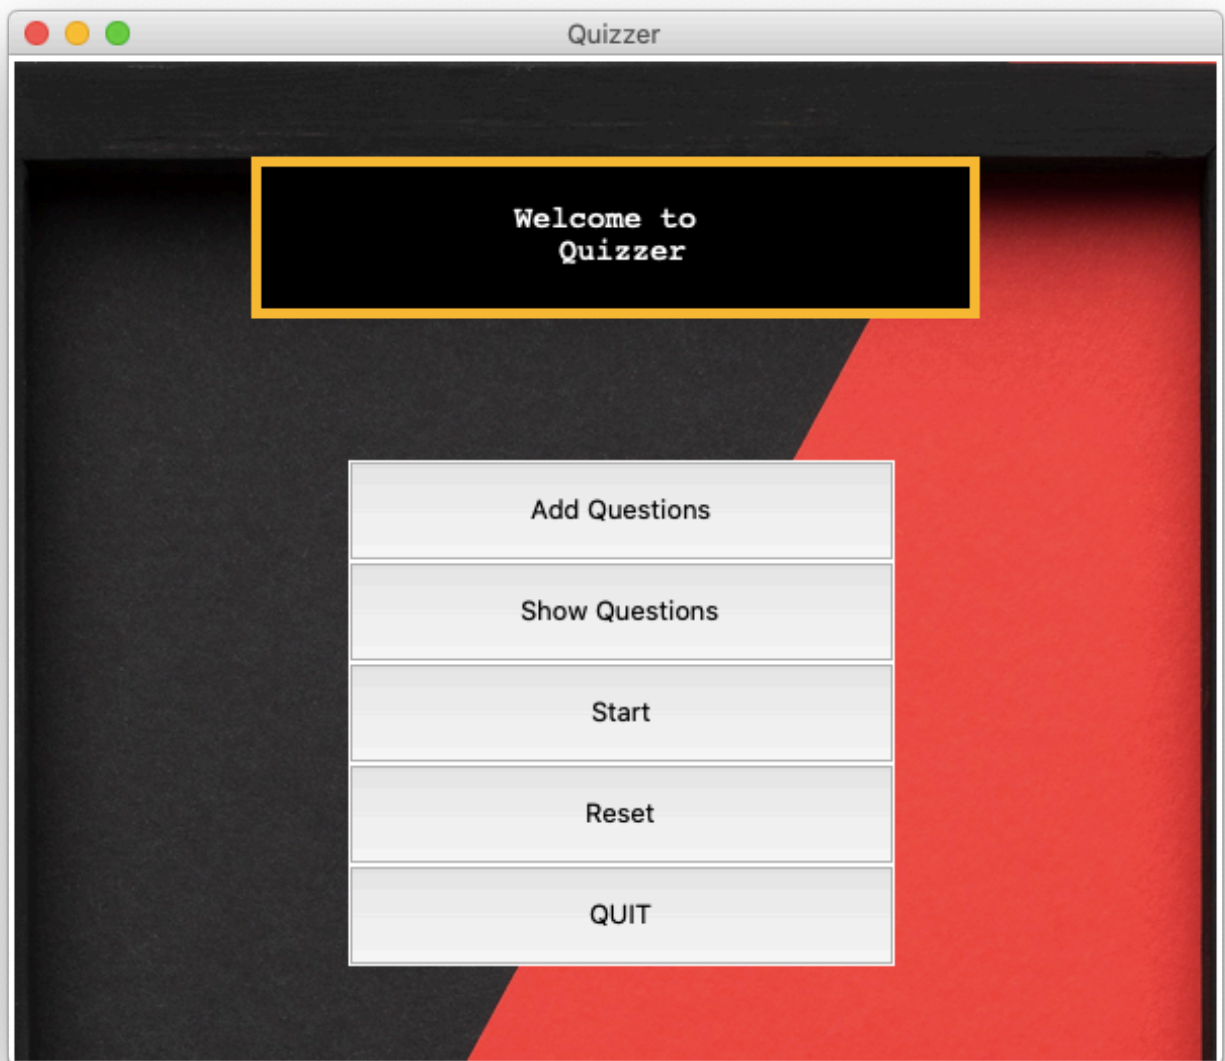 Quizzer
Welcome to
Quizzer
Add Questions
Show Questions
Start
Reset
QUIT